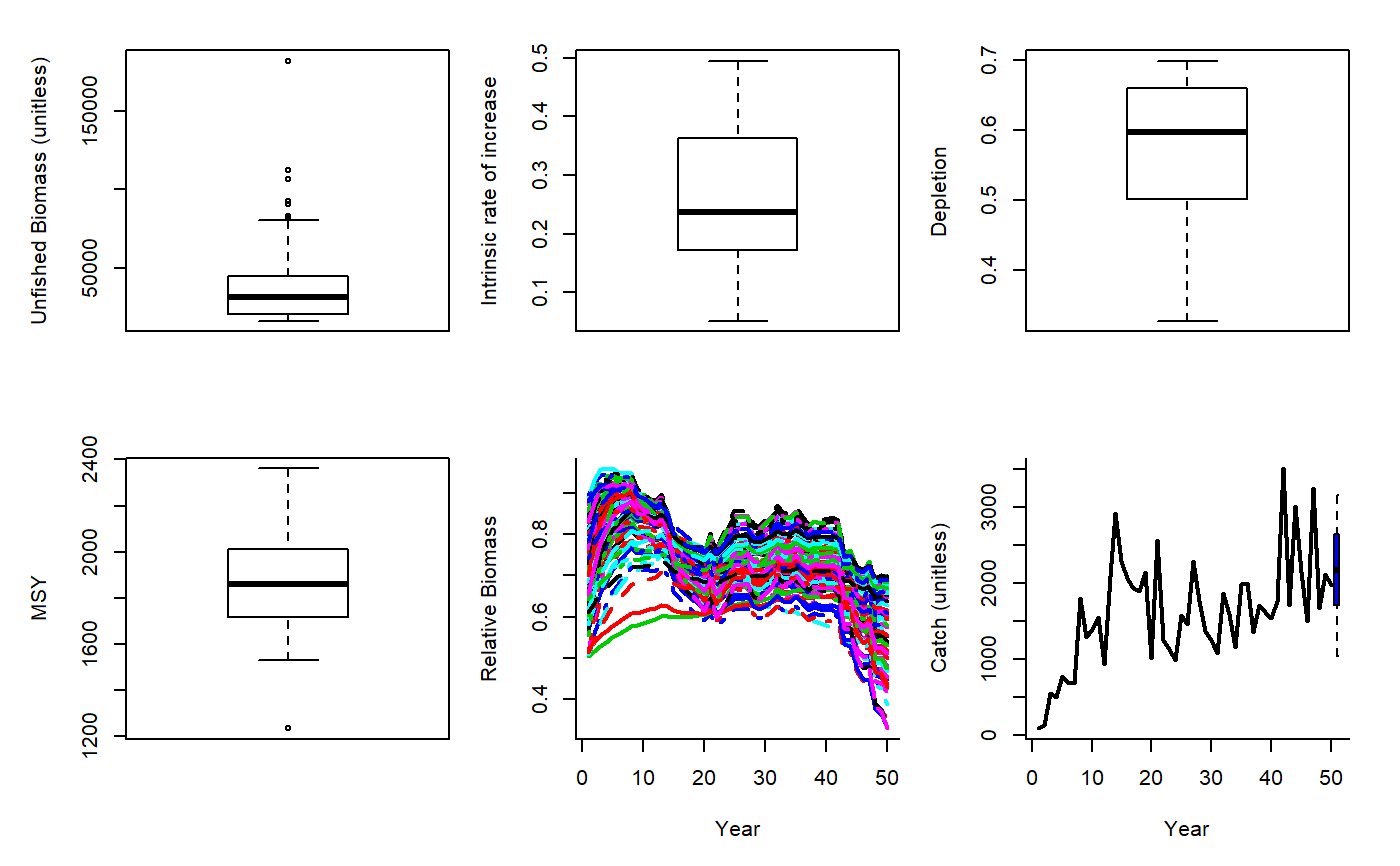 Unfished Biomass (unitless)
50000
150000
Intrinsic rate of increase
0.1
0.2
0.3
0.4
0.5
Depletion
0.4
0.5
0.6
0.7
MSY
1200
1600
2000
2400
Relative Biomass
0.4
0.6
0.8
0 10 20 30 40 50
Year
Catch (unitless)
0
1000
2000
3000
0 10 20 30 40 50
Year